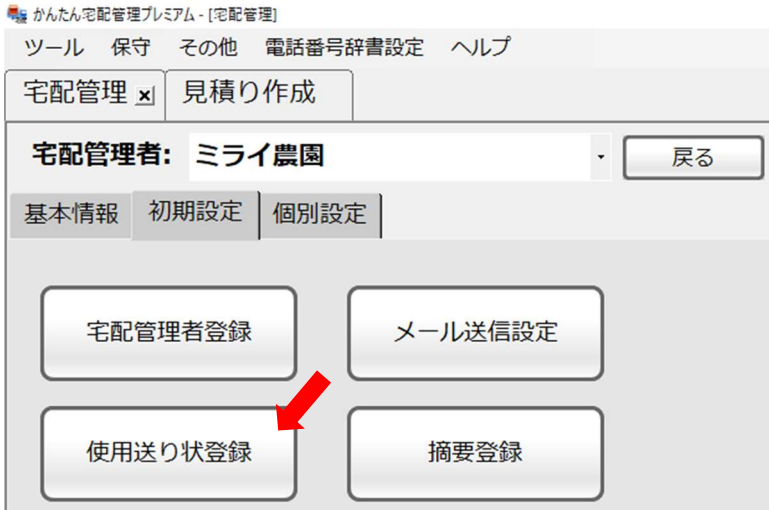 かんたん宅配管理プレミアム - [宅配管理]
ツール 保守 その他 電話番号辞書設定 ヘルプ
宅配管理 x 見積り作成
宅配管理者: ミライ農園 戻る
基本情報 初期設定 個別設定
宅配管理者登録 メール送信設定
使用送り状登録 摘要登録